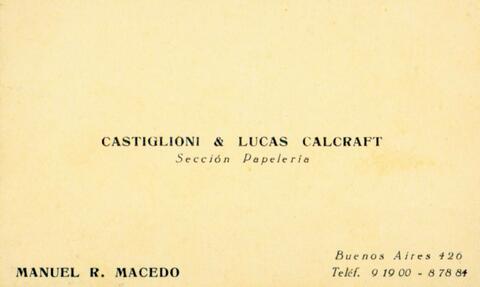 CASTIGLIONI & LUCAS CALCRAFT
Sección Papelería
Buenos Aires 426
MANUEL R. MACEDO
Teléf. 9 19 00 - 8 78 84